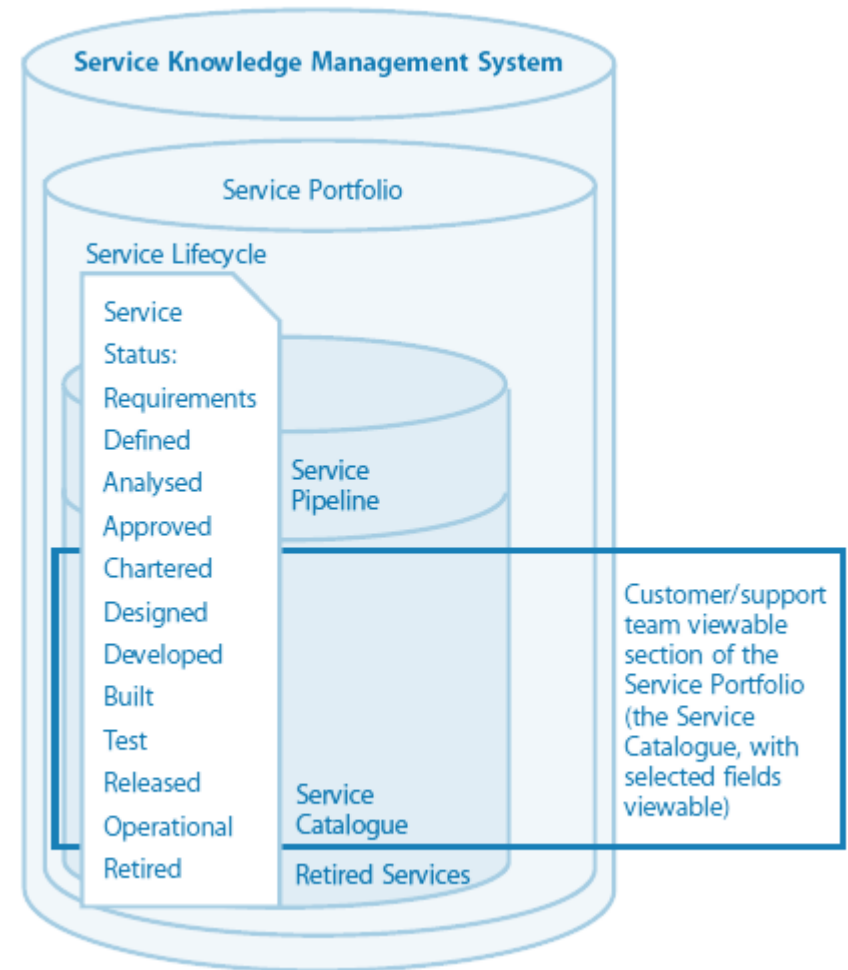 Service Knowledge Management System
Service Portfolio
Service Lifecycle
Service
Status:
Requirements
Defined
Analysed
Approved
Chartered
Designed
Developed
Built
Test
Released
Operational
Retired
Service
Pipeline
Service
Catalogue
Retired Services
Customer/support
team viewable
section of the
Service Portfolio
(the Service
Catalogue, with
selected fields
viewable)